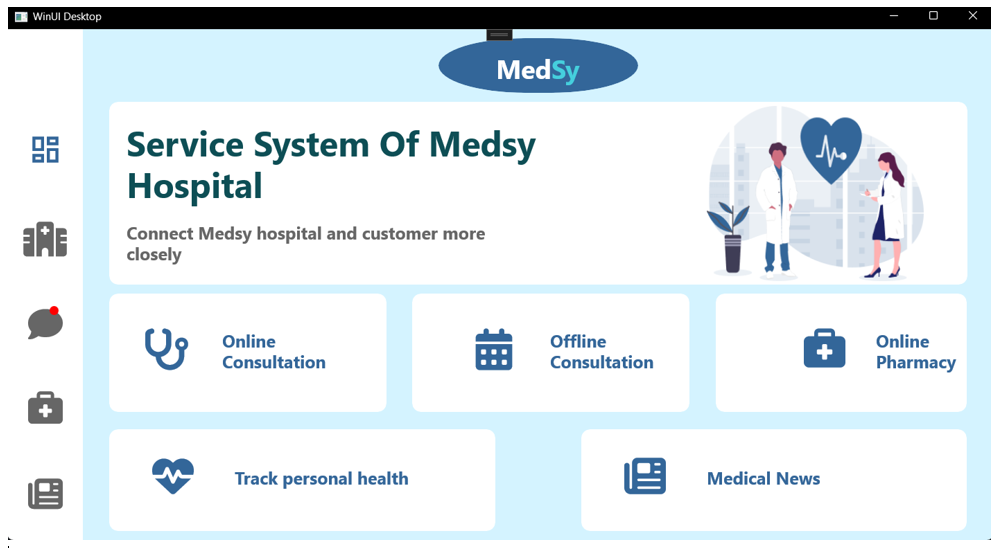 WinUI Desktop
MedSy
Service System Of Medsy
Hospital
Connect Medsy hospital and customer more
closely
Online
Consultation
Offline
Consultation
Online
Pharmacy
Track personal health
Medical News